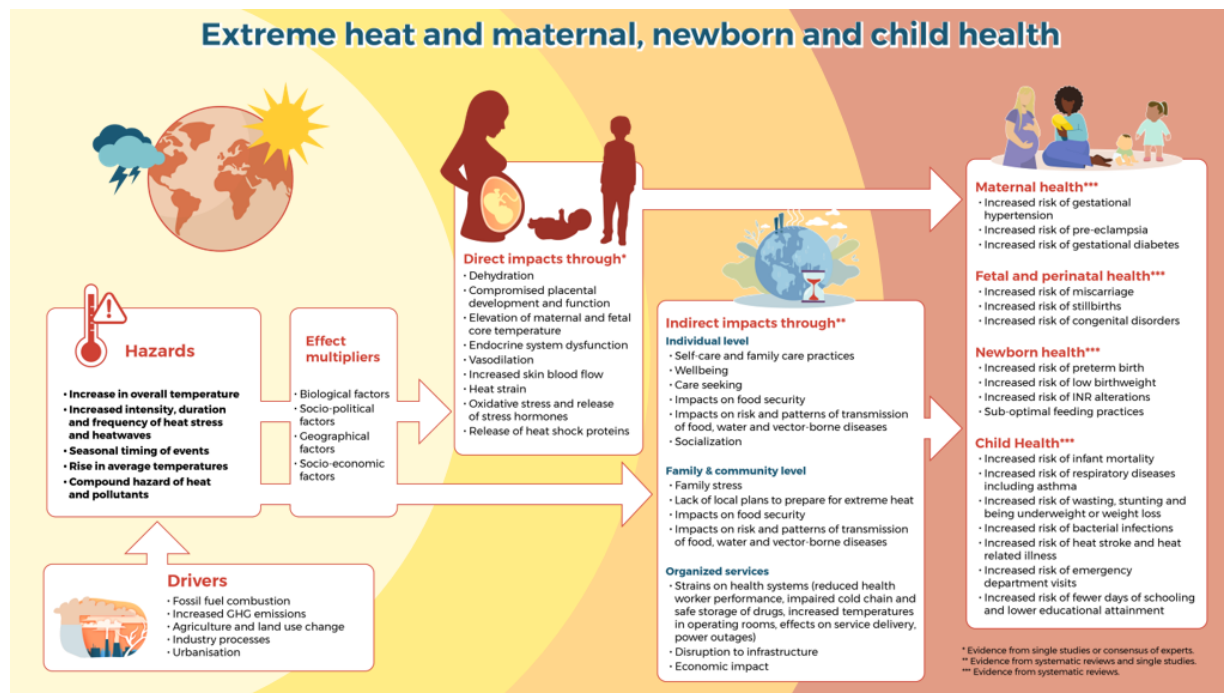 Extreme heat and maternal, newborn and child health
Hazards
• Increase in overall temperature
• Increased intensity, duration
and frequency of heat stress
and heatwaves
• Seasonal timing of events
• Rise in average temperatures
• Compound hazard of heat
and pollutants
Drivers
• Fossil fuel combustion
• Increased GHG emissions
• Agriculture and land use change
• Industry processes
• Urbanisation
Effect
multipliers
• Biological factors
• Socio-political
factors
• Geographical
factors
• Socio-economic
factors
Direct impacts through*
• Dehydration
• Compromised placental
development and function
• Elevation of maternal and fetal
core temperature
• Endocrine system dysfunction
• Vasodilation
• Increased skin blood flow
• Heat strain
• Oxidative stress and release
of stress hormones
• Release of heat shock proteins
Indirect impacts through**
Individual level
• Self-care and family care practices
• Wellbeing
• Care seeking
• Impacts on food security
• Impacts on risk and patterns of transmission
of food, water and vector-borne diseases
• Socialization
Family & community level
• Family stress
• Lack of local plans to prepare for extreme heat
• Impacts on food security
• Impacts on risk and patterns of transmission
of food, water and vector-borne diseases
Organized services
• Strains on health systems (reduced health
worker performance, impaired cold chain and
safe storage of drugs, increased temperatures
in operating rooms, effects on service delivery,
power outages)
• Disruption to infrastructure
• Economic impact
Maternal health***
• Increased risk of gestational
hypertension
• Increased risk of pre-eclampsia
• Increased risk of gestational diabetes
Fetal and perinatal health***
• Increased risk of miscarriage
• Increased risk of stillbirths
• Increased risk of congenital disorders
Newborn health***
• Increased risk of preterm birth
• Increased risk of low birthweight
• Increased risk of INR alterations
• Sub-optimal feeding practices
Child Health***
• Increased risk of infant mortality
• Increased risk of respiratory diseases
including asthma
• Increased risk of wasting, stunting and
being underweight or weight loss
• Increased risk of bacterial infections
• Increased risk of heat stroke and heat
related illness
• Increased risk of emergency
department visits
• Increased risk of fewer days of schooling
and lower educational attainment
* Evidence from single studies or consensus of experts.
** Evidence from systematic reviews and single studies.
*** Evidence from systematic reviews.